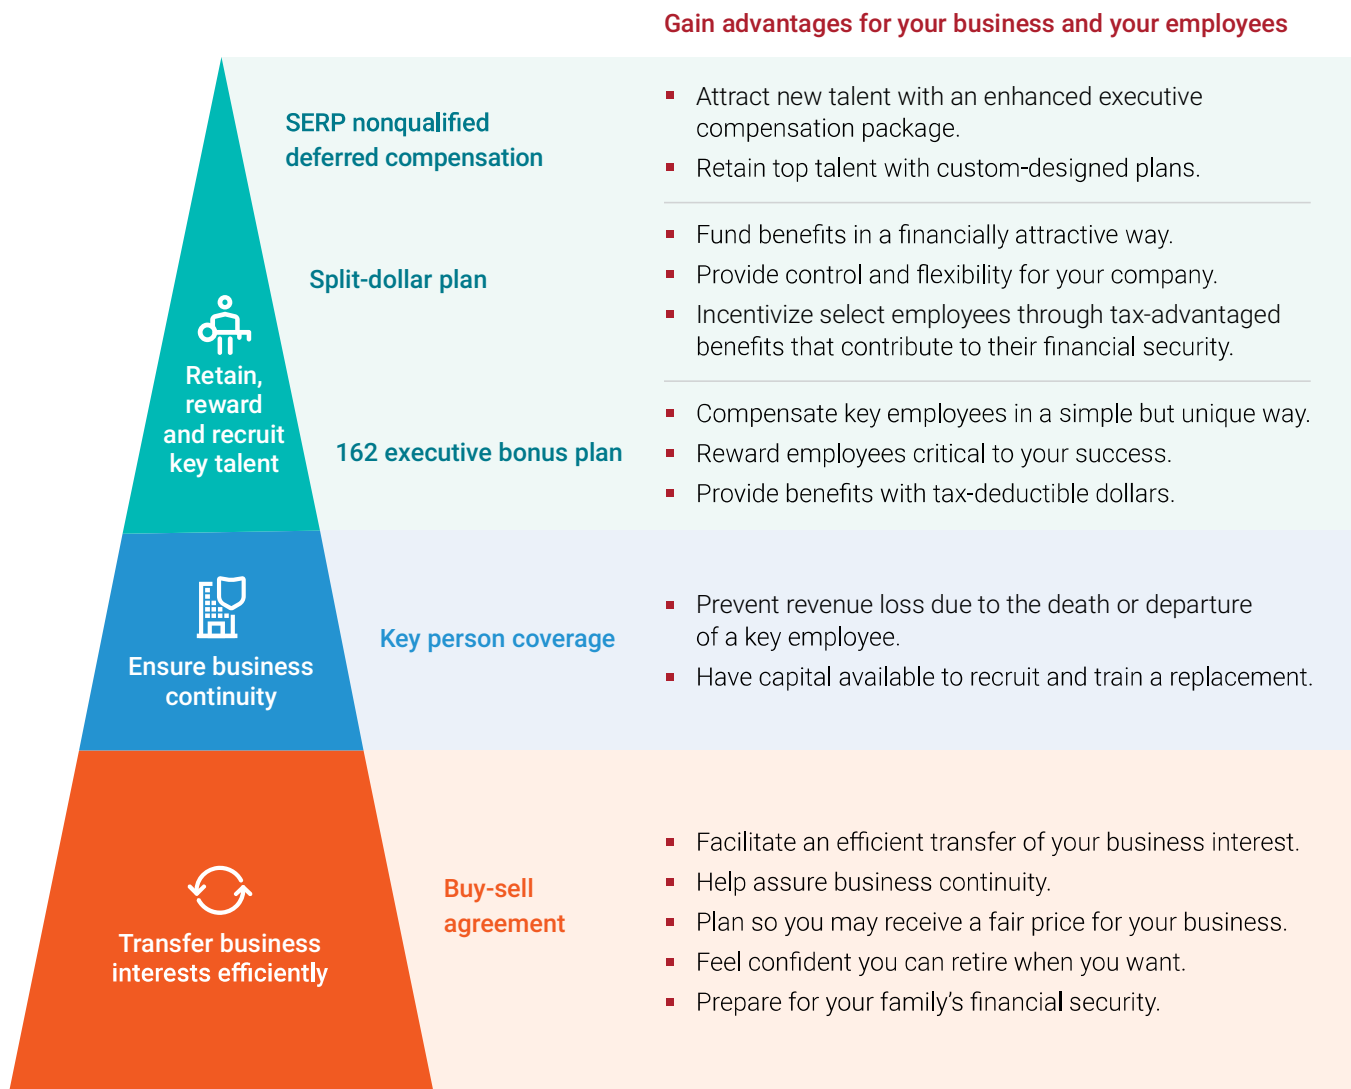 Gain advantages for your business and your employees
SERP nonqualified
deferred compensation
▪ Attract new talent with an enhanced executive
compensation package.
▪ Retain top talent with custom-designed plans.
Split-dollar plan
▪ Fund benefits in a financially attractive way.
▪ Provide control and flexibility for your company.
▪ Incentivize select employees through tax-advantaged
benefits that contribute to their financial security.
Retain,
reward
and recruit
key talent
162 executive bonus plan
▪ Compensate key employees in a simple but unique way.
▪ Reward employees critical to your success.
▪ Provide benefits with tax-deductible dollars.
Ensure business
continuity
Key person coverage
▪ Prevent revenue loss due to the death or departure
of a key employee.
▪ Have capital available to recruit and train a replacement.
Transfer business
interests efficiently
Buy-sell
agreement
▪ Facilitate an efficient transfer of your business interest.
▪ Help assure business continuity.
▪ Plan so you may receive a fair price for your business.
▪ Feel confident you can retire when you want.
▪ Prepare for your family's financial security.